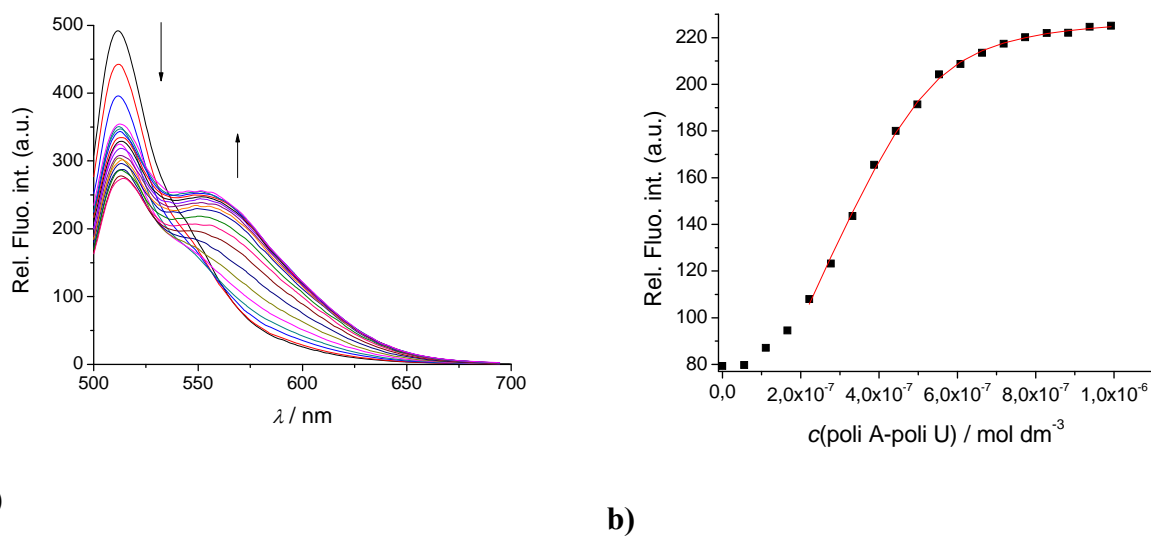 Rel. Fluo. int. (a.u.)
500
400
300
200
100
0
500 550 600 650 700
λ / nm
)
Rel. Fluo. int. (a.u.)
220
200
180
160
140
120
100
80
0,0 2,0x10⁻⁷ 4,0x10⁻⁷ 6,0x10⁻⁷ 8,0x10⁻⁷ 1,0x10⁻⁶
c(poli A-poli U) / mol dm⁻³
b)